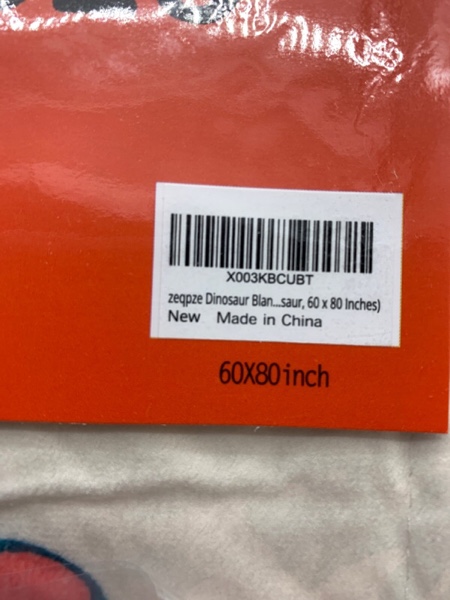 X003KBCUBT
zeqpze Dinosaur Blan...saur, 60 x 80 Inches)
New Made in China
60X80inch